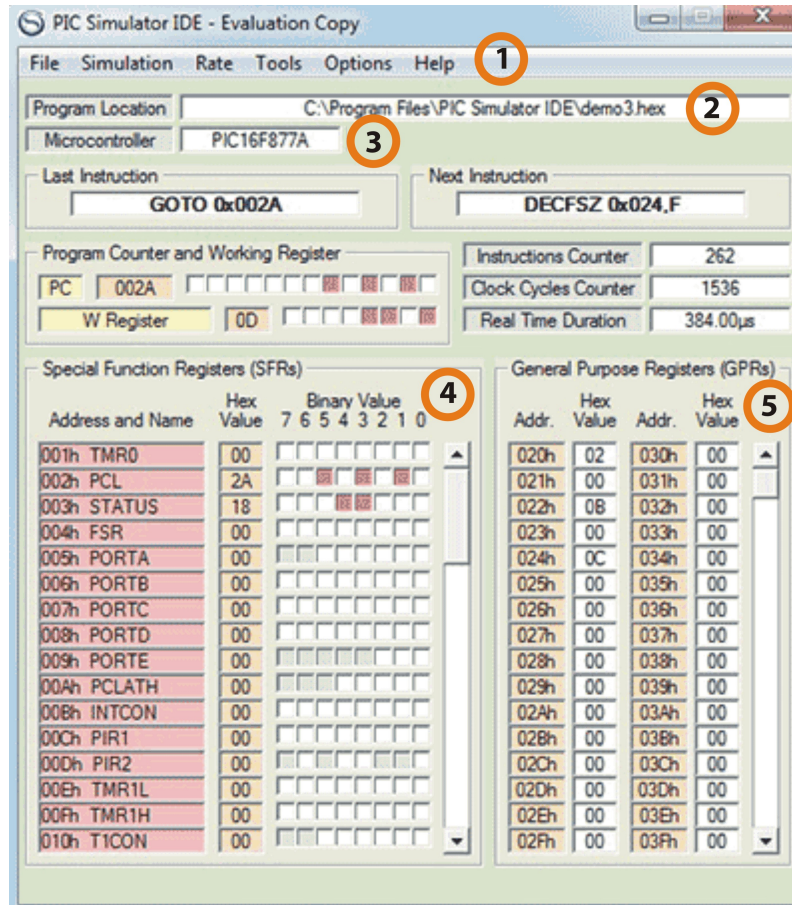 PIC Simulator IDE - Evaluation Copy
File Simulation Rate Tools Options Help 1
Program Location C:\Program Files\PIC Simulator IDE\demo3.hex 2
Microcontroller PIC16F877A 3
Last Instruction Next Instruction
GOTO 0x002A DECFSZ 0x024,F
Program Counter and Working Register Instructions Counter 262
PC 002A Clock Cycles Counter 1536
W Register 0D Real Time Duration 384.00µs
Special Function Registers (SFRs) 4 General Purpose Registers (GPRs) 5
Hex Binary Value Hex Hex
Address and Name Value 7 6 5 4 3 2 1 0 Addr. Value Addr. Value
001h TMR0 00 020h 02 030h 00
002h PCL 2A 021h 00 031h 00
003h STATUS 18 022h 0B 032h 00
004h FSR 00 023h 00 033h 00
005h PORTA 00 024h 0C 034h 00
006h PORTB 00 025h 00 035h 00
007h PORTC 00 026h 00 036h 00
008h PORTD 00 027h 00 037h 00
009h PORTE 00 028h 00 038h 00
00Ah PCLATH 00 029h 00 039h 00
00Bh INTCON 00 02Ah 00 03Ah 00
00Ch PIR1 00 02Bh 00 03Bh 00
00Dh PIR2 00 02Ch 00 03Ch 00
00Eh TMR1L 00 02Dh 00 03Dh 00
00Fh TMR1H 00 02Eh 00 03Eh 00
010h T1CON 00 02Fh 00 03Fh 00